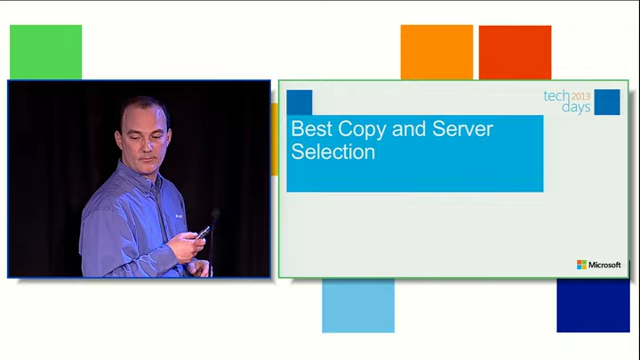 tech 2013
days
Best Copy and Server
Selection
Microsoft